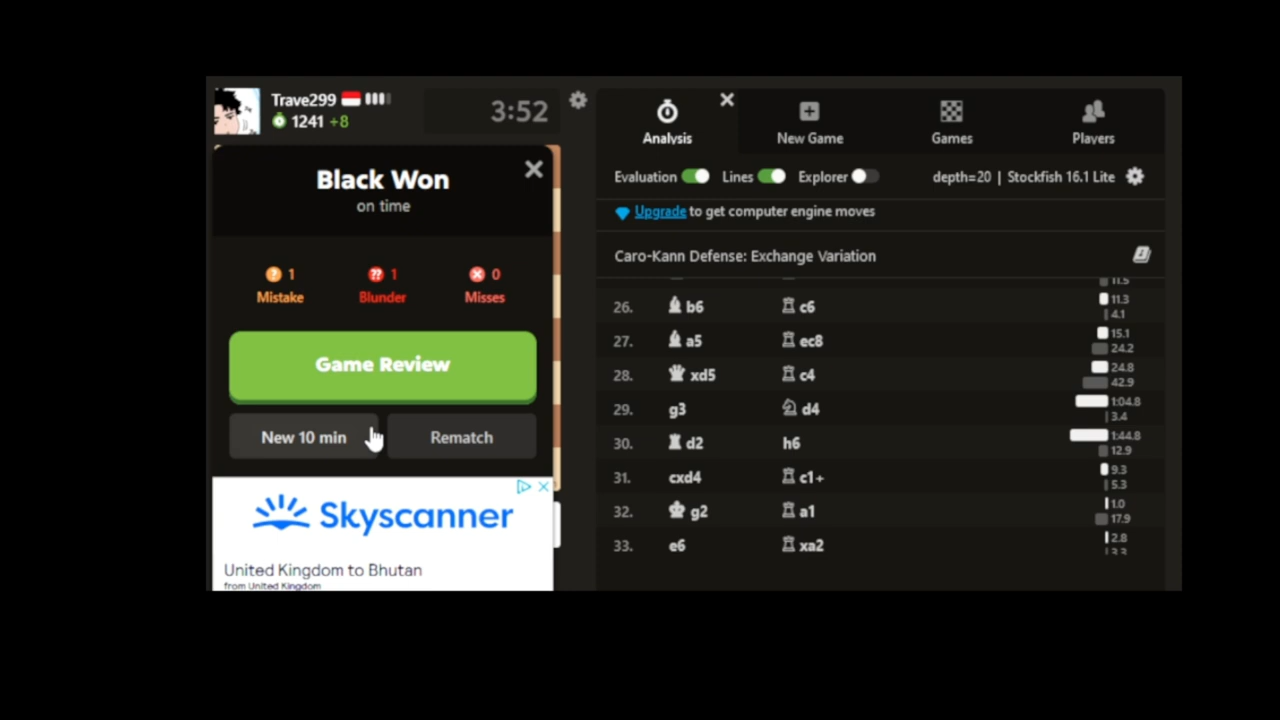 Trave299
1241 +8
3:52
Black Won
on time
1
1
0
Mistake
Blunder
Misses
Game Review
New 10 min
Rematch
Skyscanner
United Kingdom to Bhutan
from United Kingdom
Analysis
New Game
Games
Players
Evaluation Lines Explorer depth=20 | Stockfish 16.1 Lite
Upgrade to get computer engine moves
Caro-Kann Defense: Exchange Variation
11.5
26. b6 c6 11.3
4.1
27. a5 ec8 15.1
24.2
28. xd5 c4 24.8
42.9
29. g3 d4 1:04.8
3.4
30. d2 h6 1:44.8
12.9
31. cxd4 c1+ 9.3
5.3
32. g2 a1 1.0
17.9
33. e6 xa2 2.8
3.3